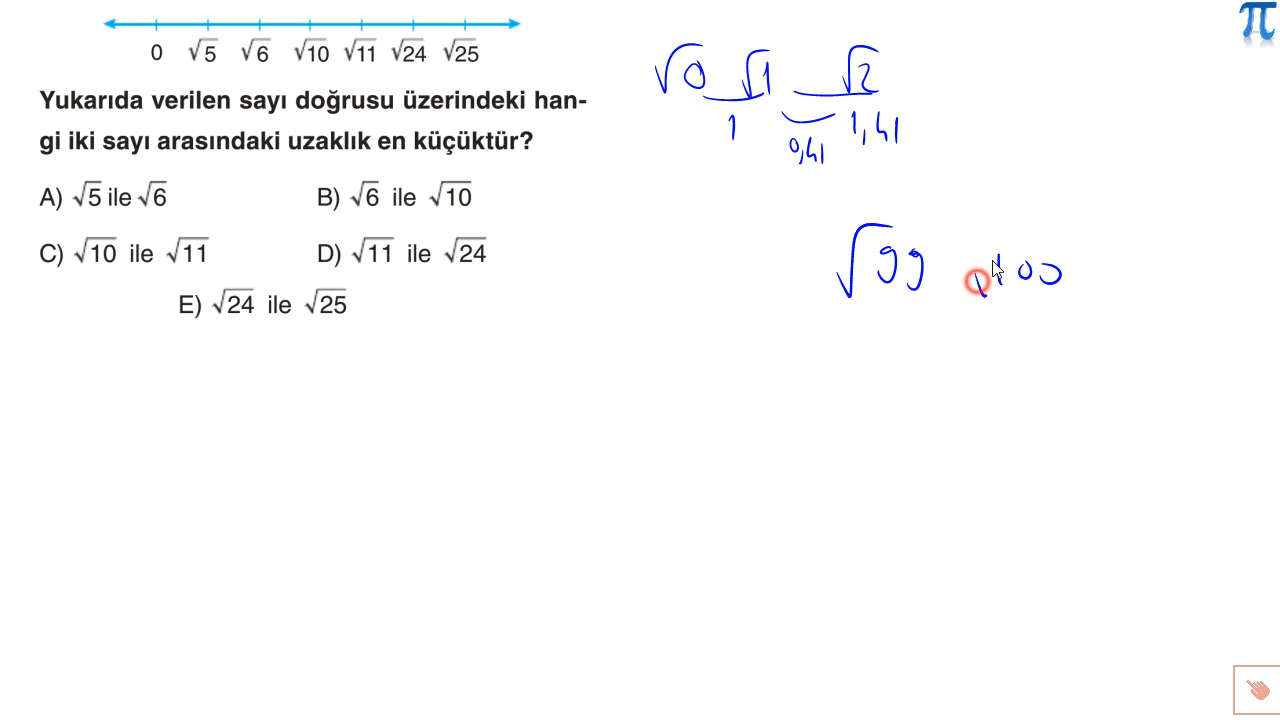 0 √5 √6 √10 √11 √24 √25
Yukarıda verilen sayı doğrusu üzerindeki han-
gi iki sayı arasındaki uzaklık en küçüktür?
A) √5 ile √6
B) √6 ile √10
C) √10 ile √11
D) √11 ile √24
E) √24 ile √25
√0 √1 √2
1 0,41 1,41
√99 √100
π